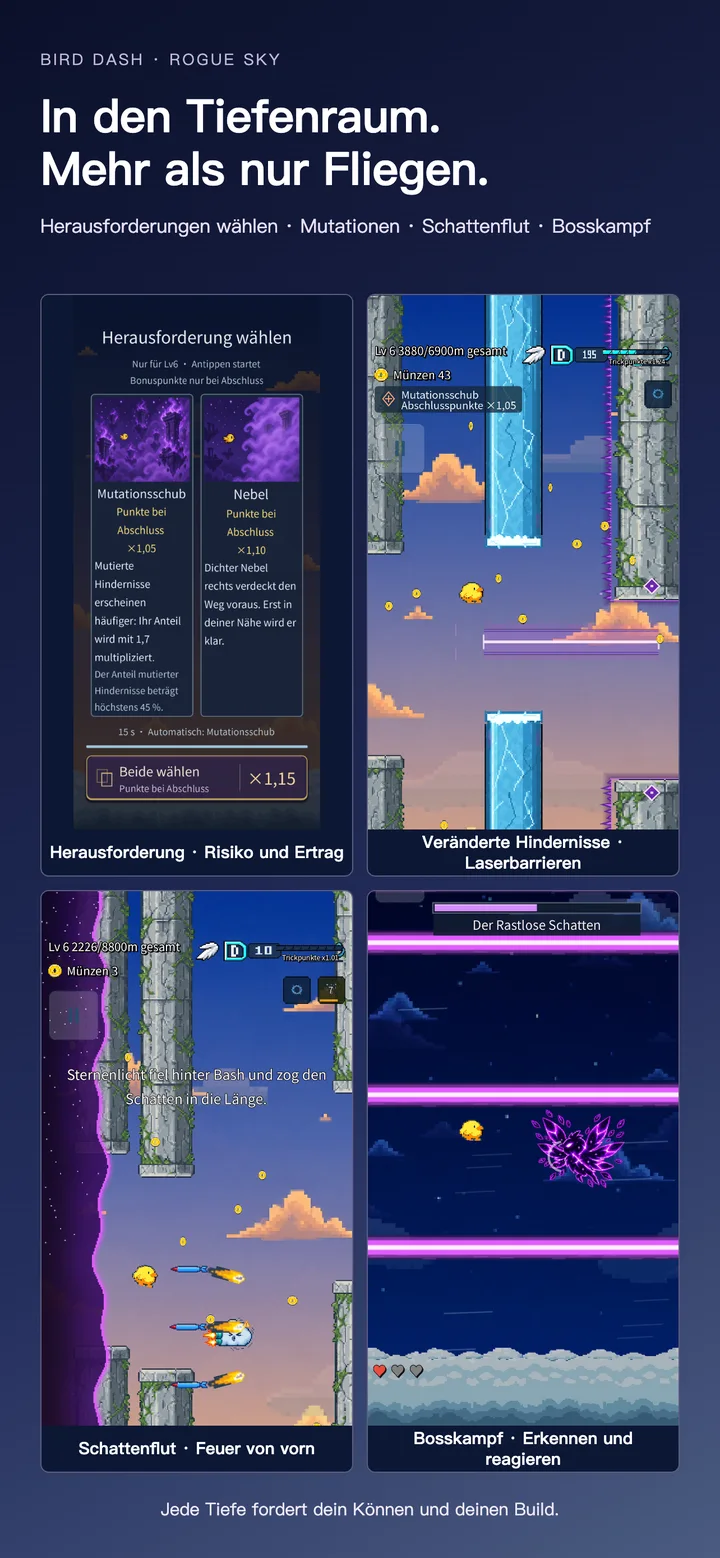 BIRD DASH · ROGUE SKY
In den Tiefenraum.
Mehr als nur Fliegen.
Herausforderungen wählen · Mutationen · Schattenflut · Bosskampf
Herausforderung wählen
Nur für Lv6 · Antippen startet
Bonuspunkte nur bei Abschluss
Mutationsschub
Punkte bei
Abschluss
×1,05
Mutierte
Hindernisse
erscheinen
häufiger: Ihr Anteil
wird mit 1,7
multipliziert.
Der Anteil mutierter
Hindernisse beträgt
höchstens 45 %.
Nebel
Punkte bei
Abschluss
×1,10
Dichter Nebel
rechts verdeckt den
Weg voraus. Erst in
deiner Nähe wird er
klar.
15 s · Automatisch: Mutationsschub
Beide wählen
Punkte bei Abschluss
×1,15
Herausforderung · Risiko und Ertrag
Lv 6 3880/6900m gesamt
D 195
Münzen 43
Mutationsschub
Abschlusspunkte ×1,05
Veränderte Hindernisse ·
Laserbarrieren
Lv 6 2226/8800m gesamt
D 10
Trickpunkte x1.01
Münzen 3
7
Sternenlicht fiel hinter Bash und zog den
Schatten in die Länge.
Schattenflut · Feuer von vorn
Der Rastlose Schatten
Bosskampf · Erkennen und
reagieren
Jede Tiefe fordert dein Können und deinen Build.